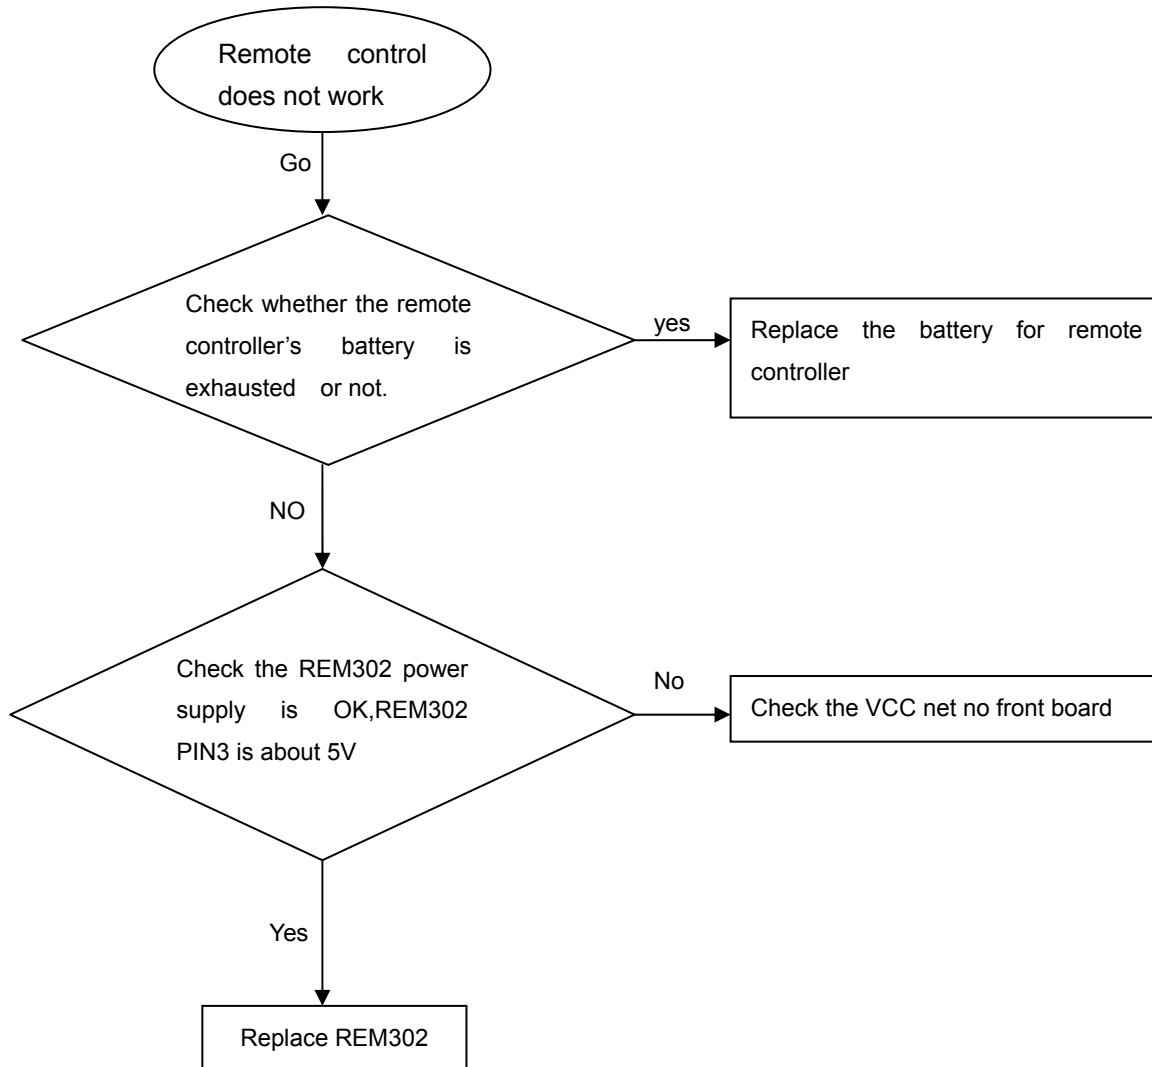 Remote control
does not work
Go
Check whether the remote
controller’s battery is
exhausted or not.
yes
Replace the battery for remote
controller
NO
Check the REM302 power
supply is OK,REM302
PIN3 is about 5V
No
Check the VCC net no front board
Yes
Replace REM302